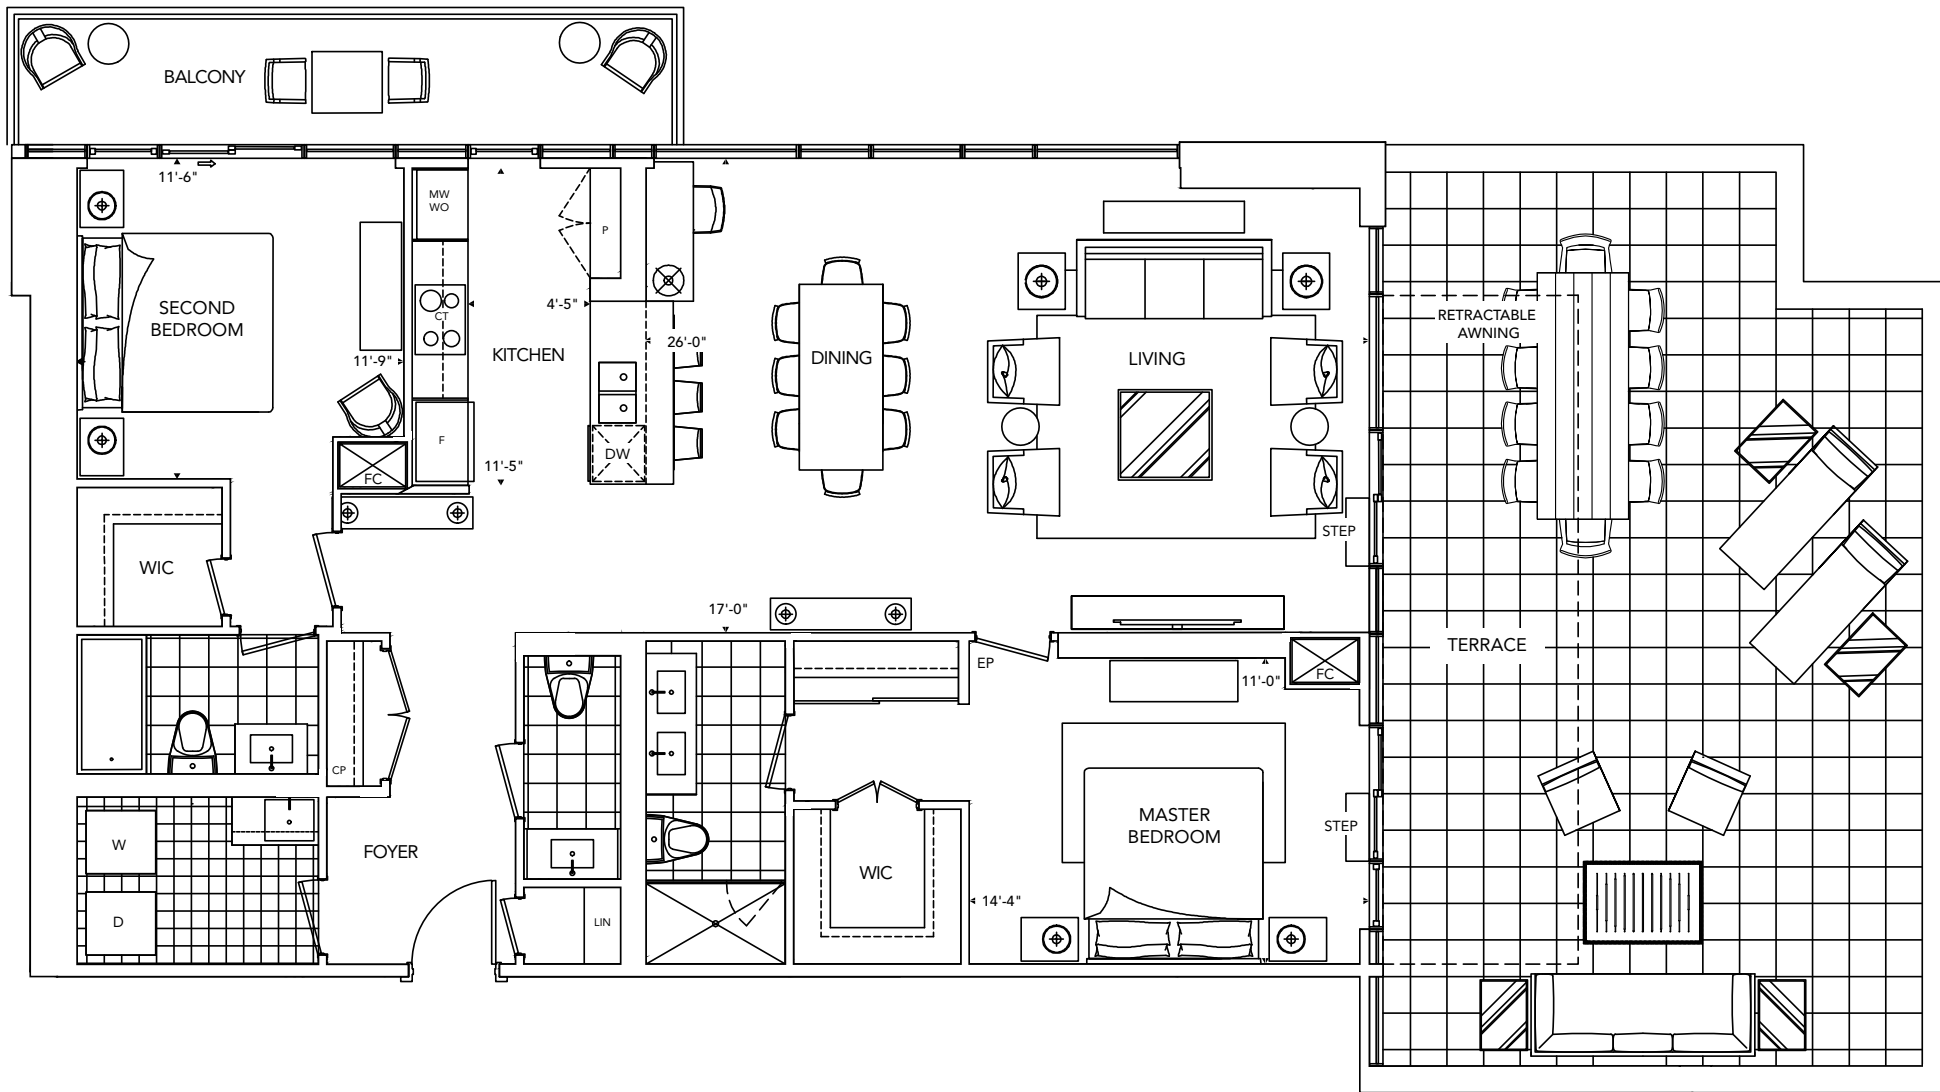 BALCONY
11'-6"
MW
WO
P
SECOND
BEDROOM
4'-5"
CT
KITCHEN
26'-0"
11'-9"
DINING
LIVING
RETRACTABLE
AWNING
F
DW
11'-5"
FC
STEP
WIC
17'-0"
TERRACE
EP
FC
11'-0"
CP
MASTER
BEDROOM
STEP
W
FOYER
WIC
14'-4"
D
LIN